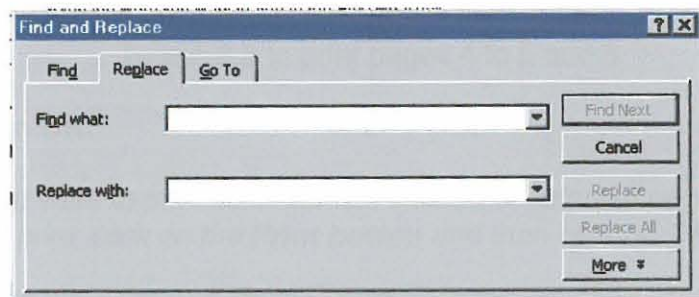 Find and Replace
Find Replace Go To
Find what: Find Next
Cancel
Replace with: Replace
Replace All
More